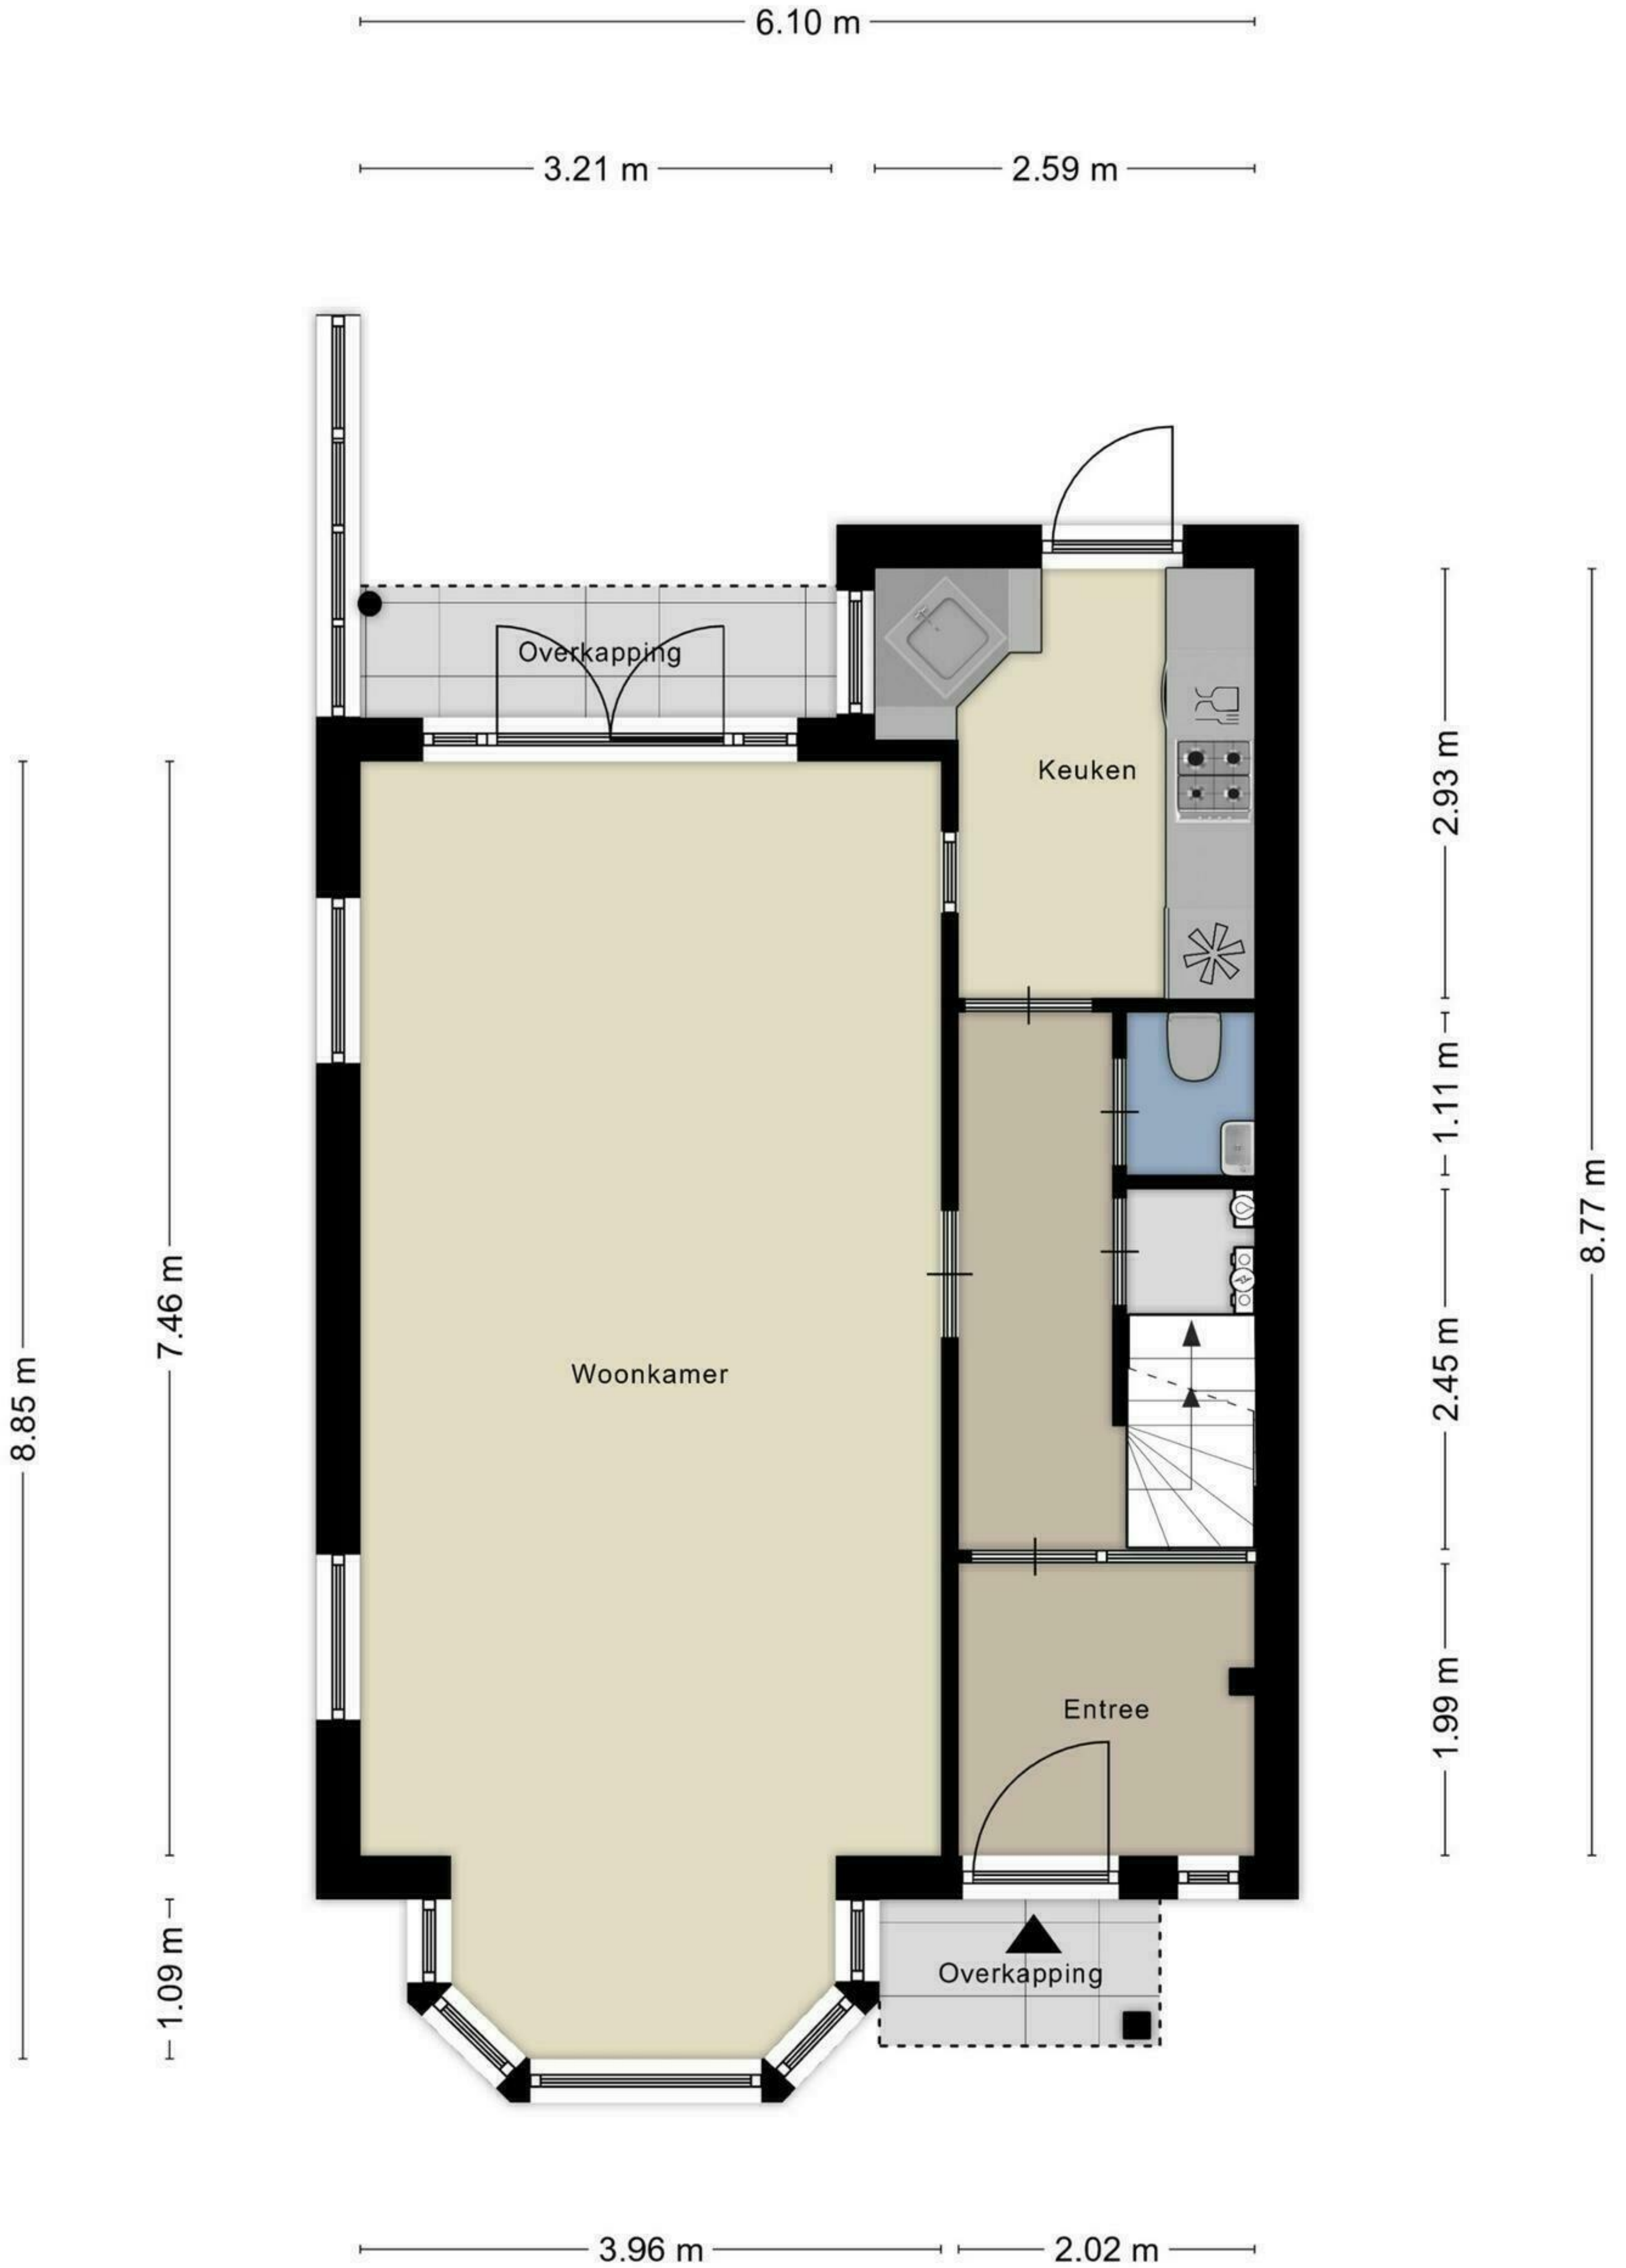 6.10 m
3.21 m
2.59 m
Overkapping
Keuken
2.93 m
1.11 m
8.77 m
7.46 m
2.45 m
Woonkamer
8.85 m
1.99 m
Entree
1.09 m
Overkapping
3.96 m
2.02 m